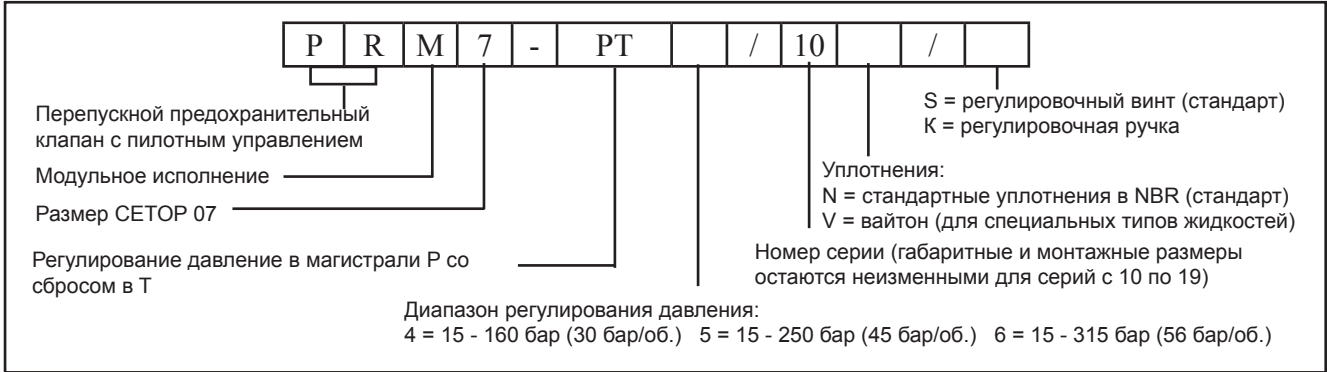 P R M 7 - PT / 10 /
Перепускной предохранительный
клапан с пилотным управлением
Модульное исполнение
Размер CETOP 07
Регулирование давление в магистрали P со
сбросом в T
S = регулировочный винт (стандарт)
K = регулировочная ручка
Уплотнения:
N = стандартные уплотнения в NBR (стандарт)
V = вайтон (для специальных типов жидкостей)
Номер серии (габаритные и монтажные размеры
остаются неизменными для серий с 10 по 19)
Диапазон регулирования давления:
4 = 15 - 160 бар (30 бар/об.) 5 = 15 - 250 бар (45 бар/об.) 6 = 15 - 315 бар (56 бар/об.)